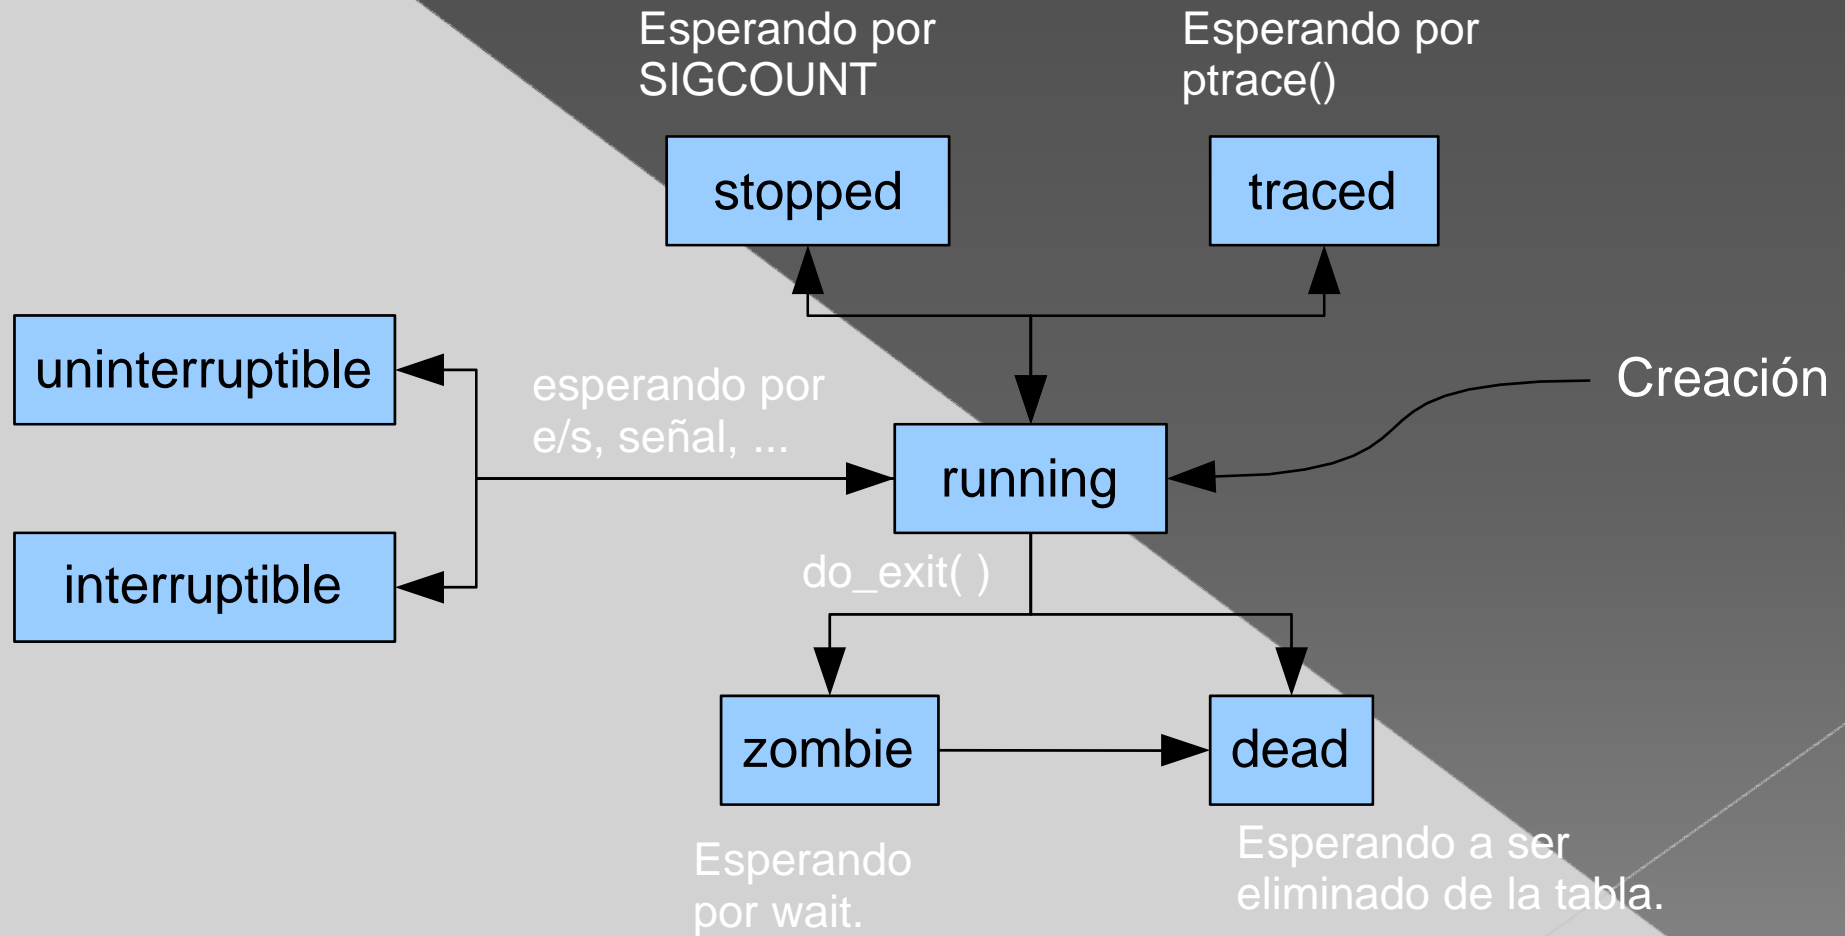 Esperando por
SIGCOUNT
Esperando por
ptrace()
stopped
traced
uninterruptible
esperando por
e/s, señal, ...
Creación
running
interruptible
do_exit( )
zombie
dead
Esperando
por wait.
Esperando a ser
eliminado de la tabla.